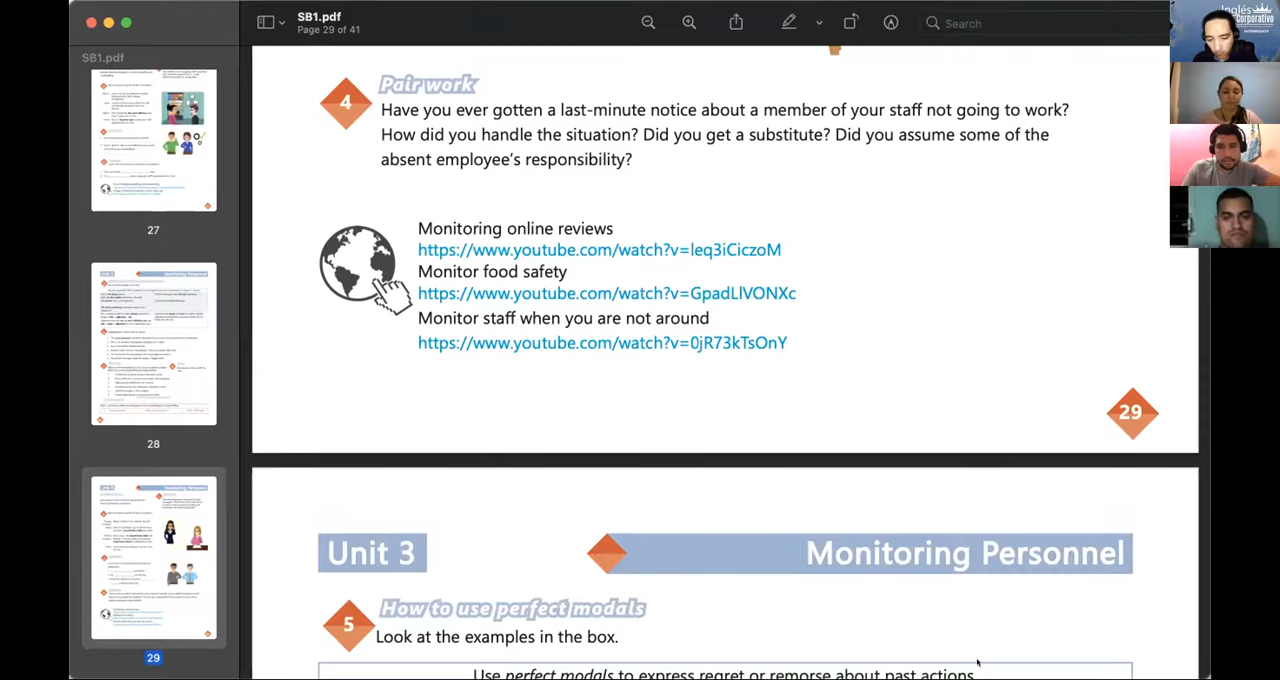 SB1.pdf
Page 29 of 41
Search
Inglés
Corporativo
INTERMEDIATE
SB1.pdf
27
28
29
4
Pair work
Have you gotten a last-minute notice about a member of your staff not going to work?
How did you handle the situation? Did you get a substitute? Did you assume some of the
absent employee's responsibility?
Monitoring online reviews
https://www.youtube.com/watch?v=leq3iCiczoM
Monitor food safety
https://www.youtube.com/watch?v=GpadLlVONXc
Monitor staff when you're not around
https://www.youtube.com/watch?v=0jR73kTsOnY
29
Unit 3
Monitoring Personnel
5
How to use perfect modals
Look at the examples in the box.
Use perfect modals to express regret or remorse about past actions.